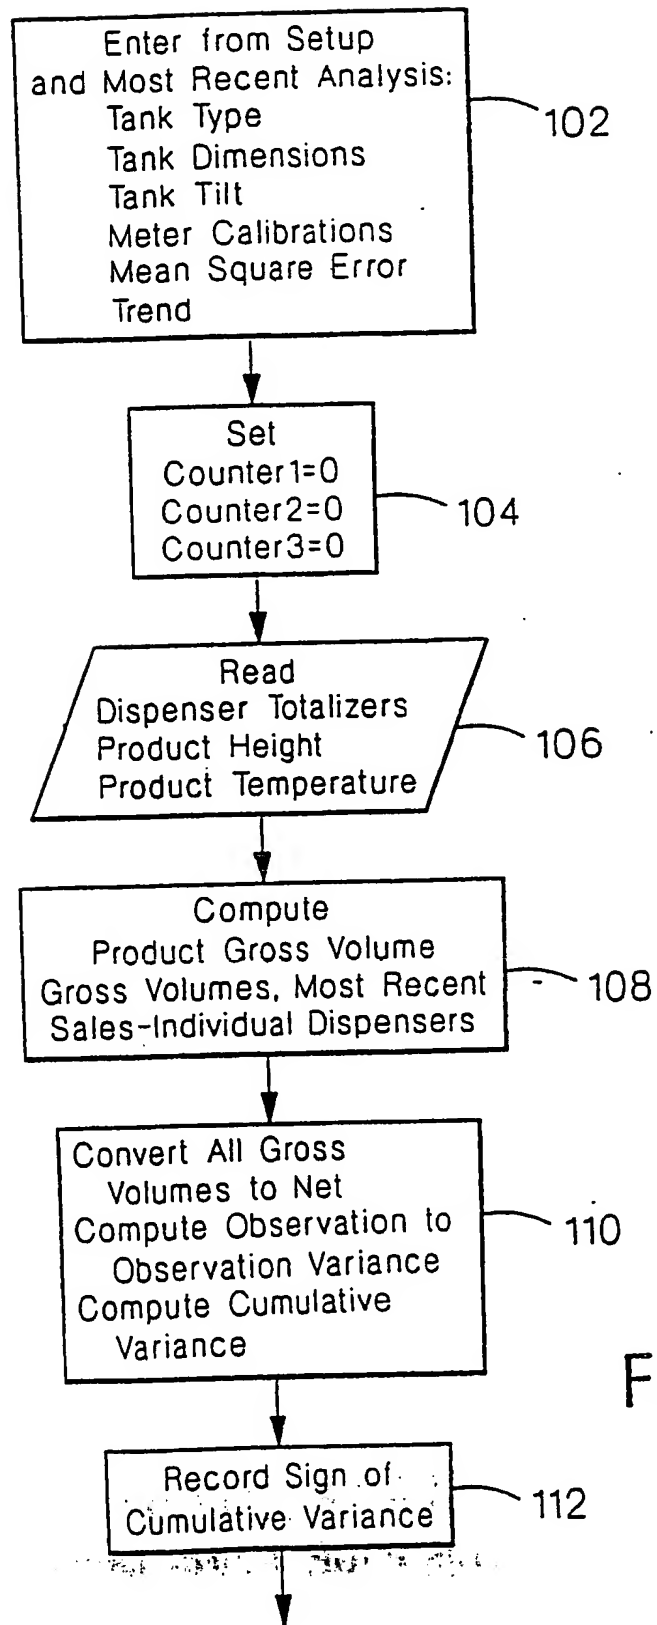 Enter from Setup
and Most Recent Analysis:
Tank Type
Tank Dimensions
Tank Tilt
Meter Calibrations
Mean Square Error
Trend
102
Set
Counter1=0
Counter2=0
Counter3=0
104
Read
Dispenser Totalizers
Product Height
Product Temperature
106
Compute
Product Gross Volume
Gross Volumes, Most Recent
Sales-Individual Dispensers
108
Convert All Gross
Volumes to Net
Compute Observation to
Observation Variance
Compute Cumulative
Variance
110
F
Record Sign of
Cumulative Variance
112